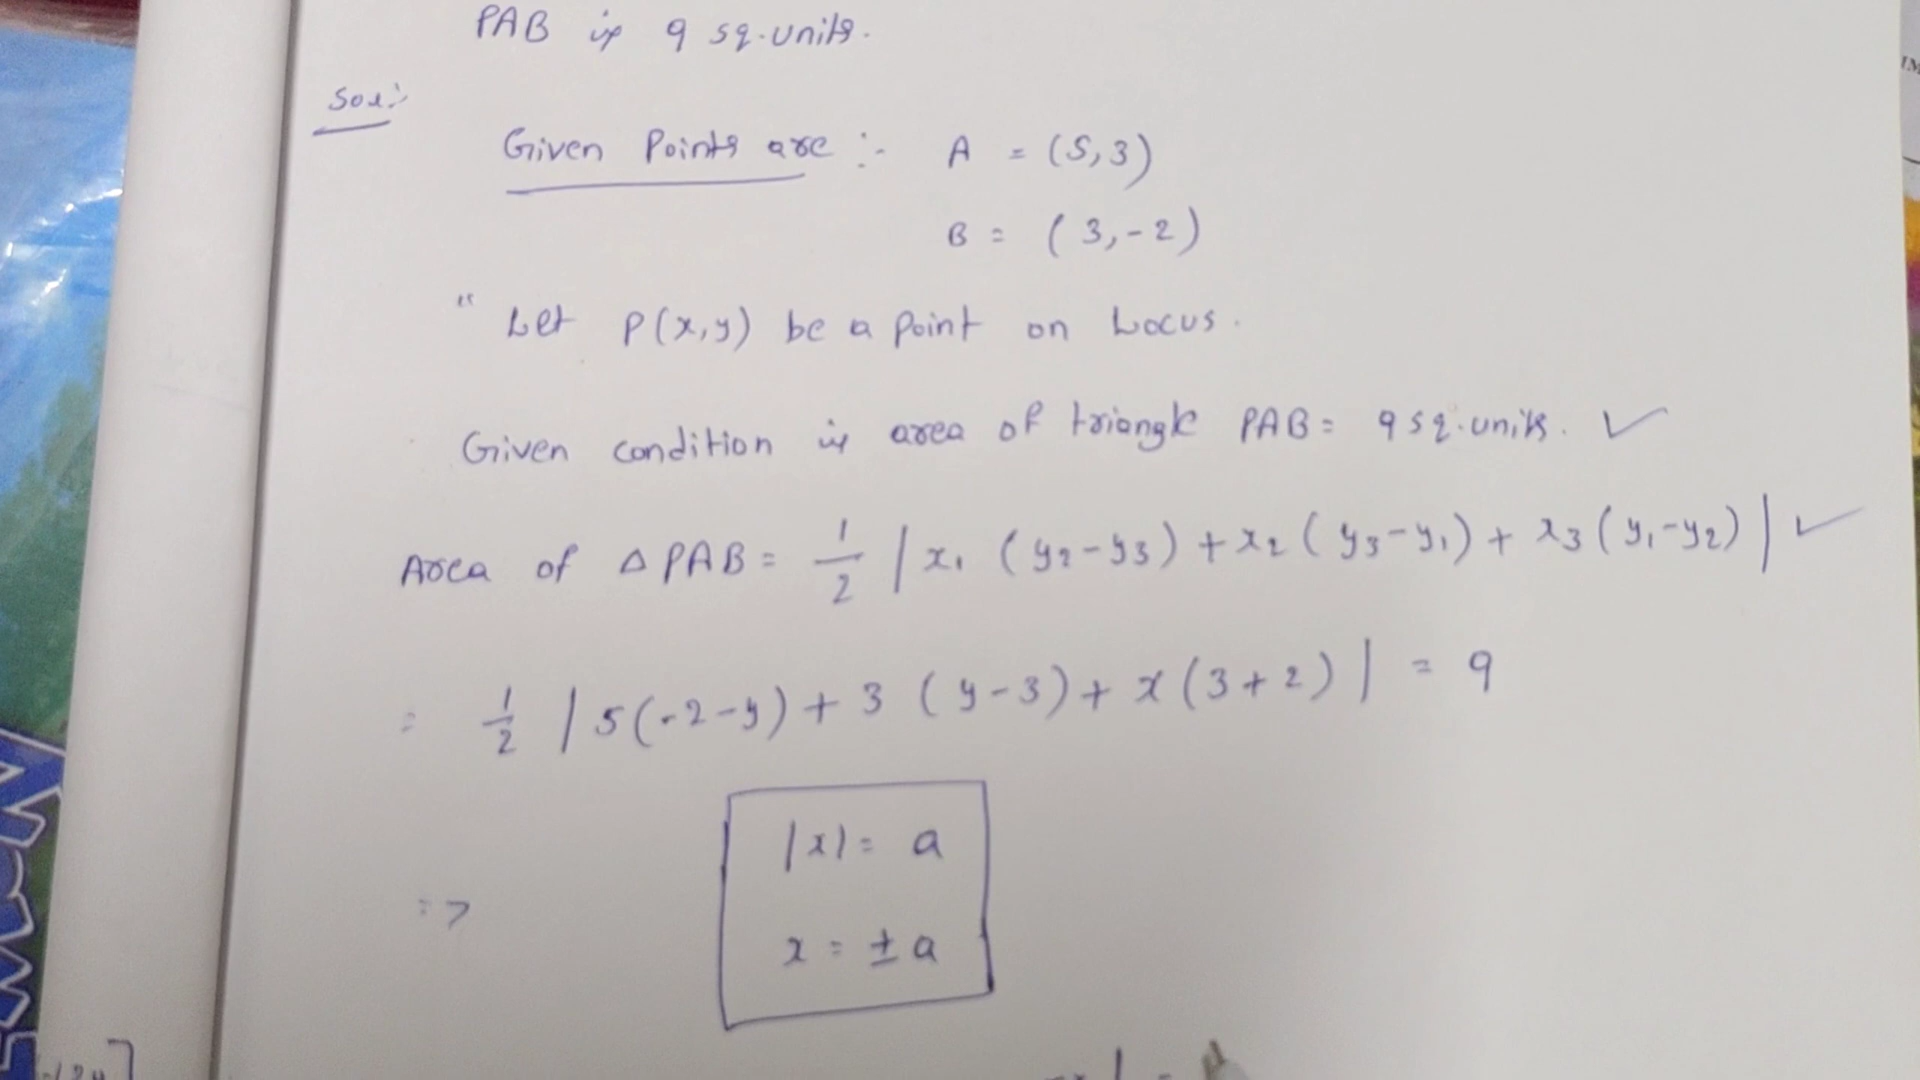 PAB is 9 sq.units.
Sol:-
Given Points are :- A = (5,3)
B = (3,-2)
" Let P(x,y) be a point on Locus.
Given condition is area of triangle PAB = 9 sq.units. ✓
Area of △PAB = 1/2 |x₁ (y₂-y₃) + x₂ (y₃-y₁) + x₃ (y₁-y₂)| ✓
= 1/2 |5(-2-y) + 3 (y-3) + x (3+2)| = 9
|x| = a
=>
x = ±a